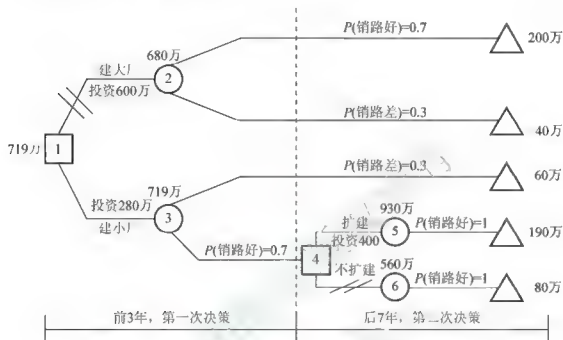 680万
P(销路好)=0.7
200万
建大厂
2
投资600万
P(销路差)=0.3
40万
719万
1
P(销路差)=0.3
60万
719万
投资280万
3
建小厂
930万
扩建
5
P(销路好)=1
190万
投资400
P(销路好)=0.7
4
560万
不扩建
6
P(销路好)=1
80万
前3年,第一次决策
后7年,第二次决策